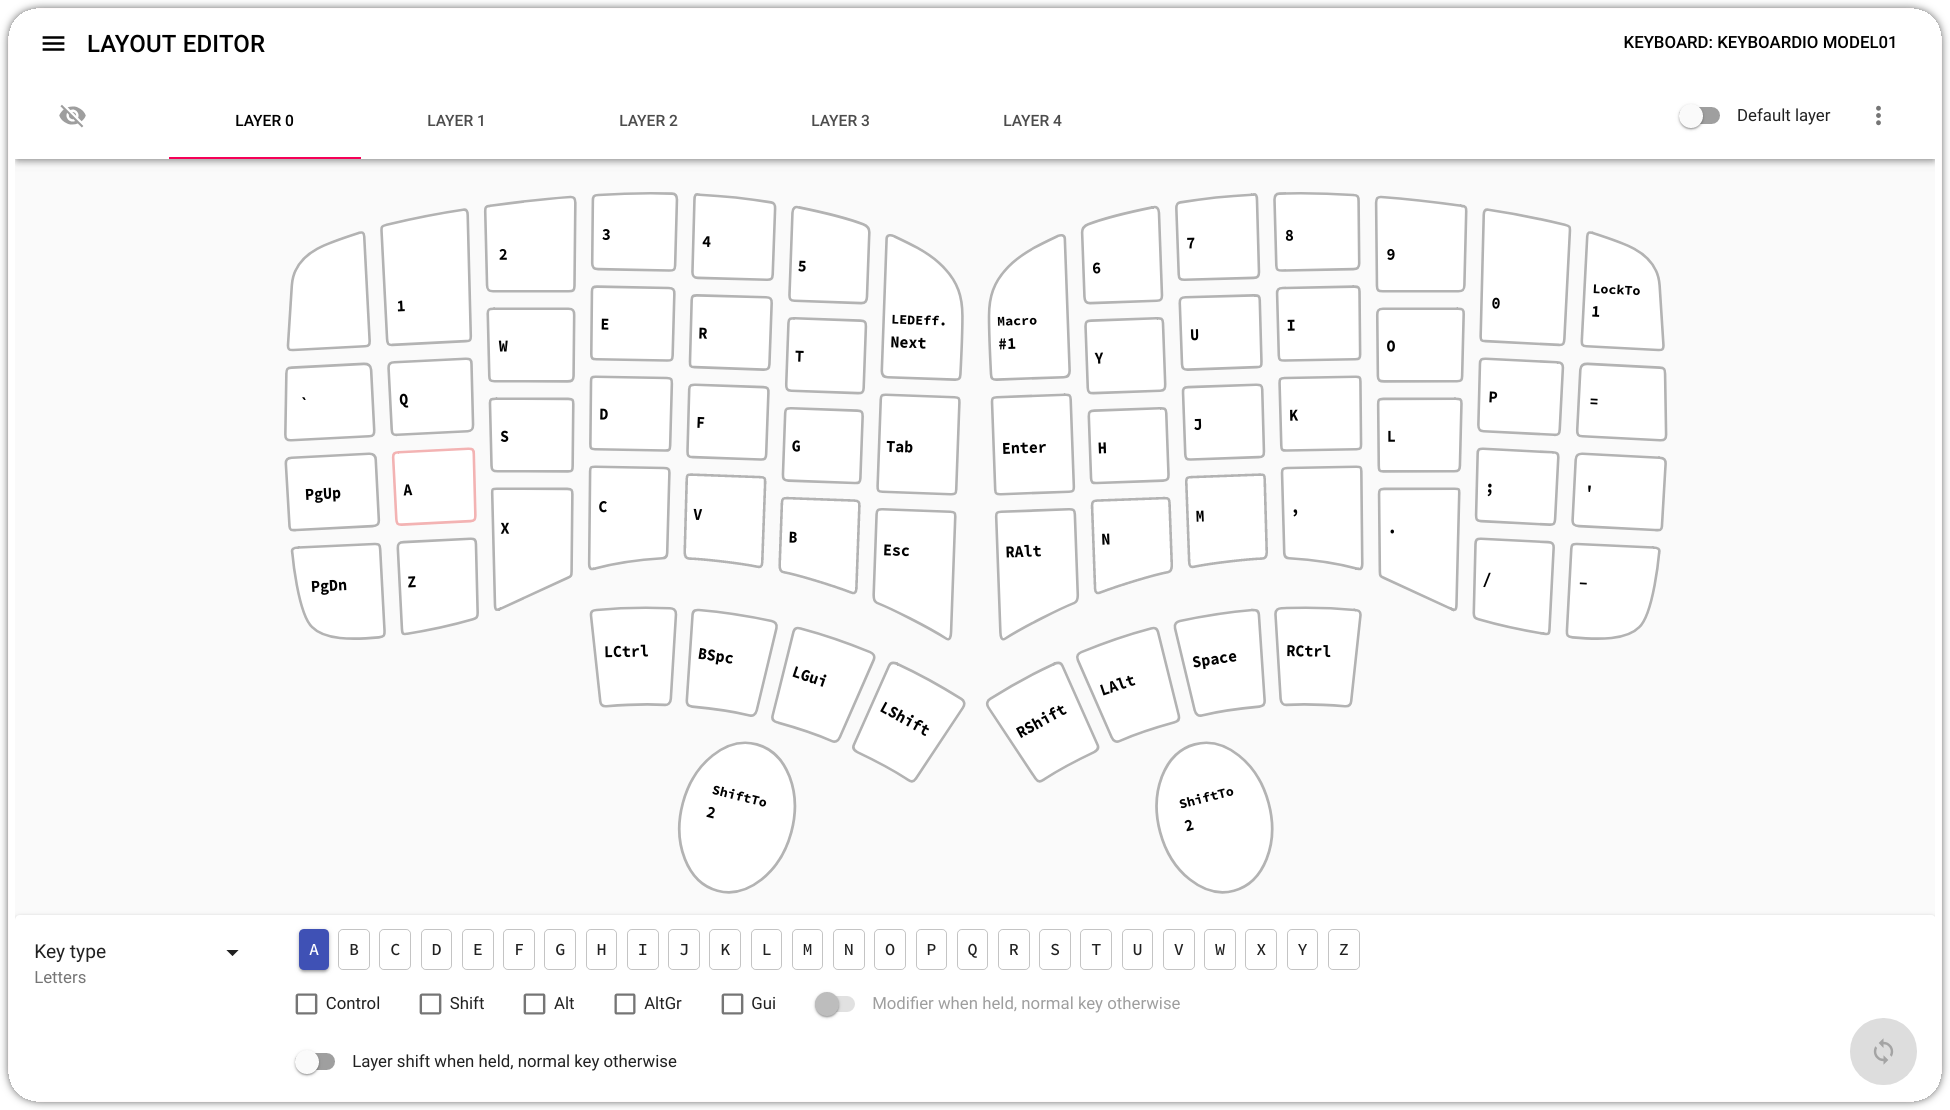 LAYOUT EDITOR
KEYBOARD: KEYBOARDIO MODEL01
LAYER 0
LAYER 1
LAYER 2
LAYER 3
LAYER 4
Default layer
1
2
3
4
5
LEDEff.
Next
`
Q
W
E
R
T
Tab
PgUp
A
S
D
F
G
PgDn
Z
X
C
V
B
Esc
Macro
#1
6
7
8
9
0
LockTo
1
Enter
Y
U
I
O
P
=
H
J
K
L
;
'
RAlt
N
M
,
.
/
-
LCtrl
BSpc
LGui
LShift
RShift
LAlt
Space
RCtrl
ShiftTo
2
ShiftTo
2
Key type
Letters
A B C D E F G H I J K L M N O P Q R S T U V W X Y Z
Control Shift Alt AltGr Gui Modifier when held, normal key otherwise
Layer shift when held, normal key otherwise